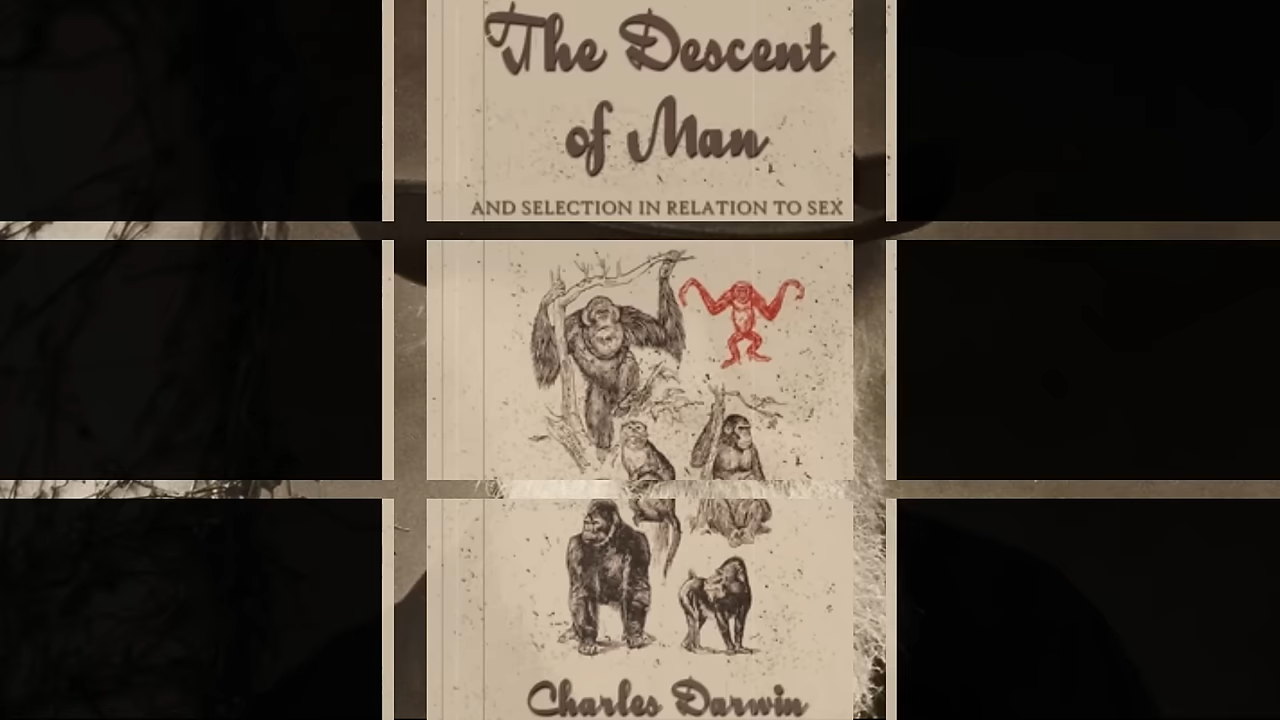 The Descent
of Man
AND SELECTION IN RELATION TO SEX
Charles Darwin